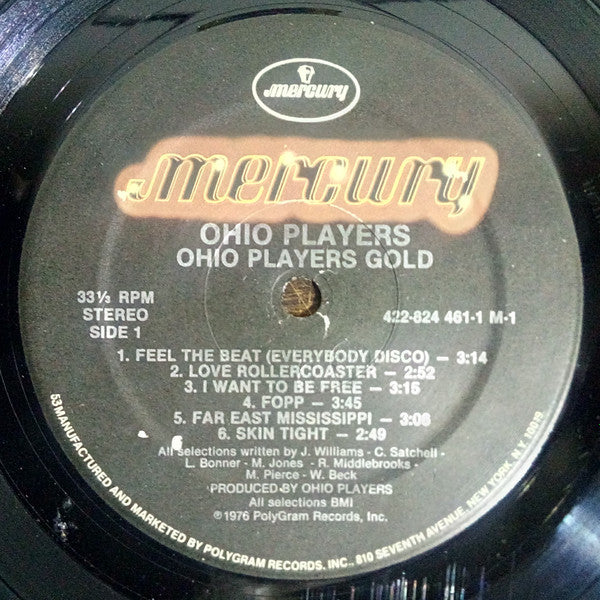 mercury
mercury
OHIO PLAYERS
OHIO PLAYERS GOLD
33⅓ RPM
STEREO
SIDE 1
422-824 461-1 M-1
1. FEEL THE BEAT (EVERYBODY DISCO) — 3:14
2. LOVE ROLLERCOASTER — 2:52
3. I WANT TO BE FREE — 3:15
4. FOPP — 3:45
5. FAR EAST MISSISSIPPI — 3:08
6. SKIN TIGHT — 2:49
All selections written by J. Williams – C. Satchell –
L. Bonner – M. Jones – R. Middlebrooks –
M. Pierce – W. Beck
PRODUCED BY OHIO PLAYERS
All selections BMI
℗1976 PolyGram Records, Inc.
53 MANUFACTURED AND MARKETED BY POLYGRAM RECORDS, INC., 810 SEVENTH AVENUE, NEW YORK, N.Y. 10019